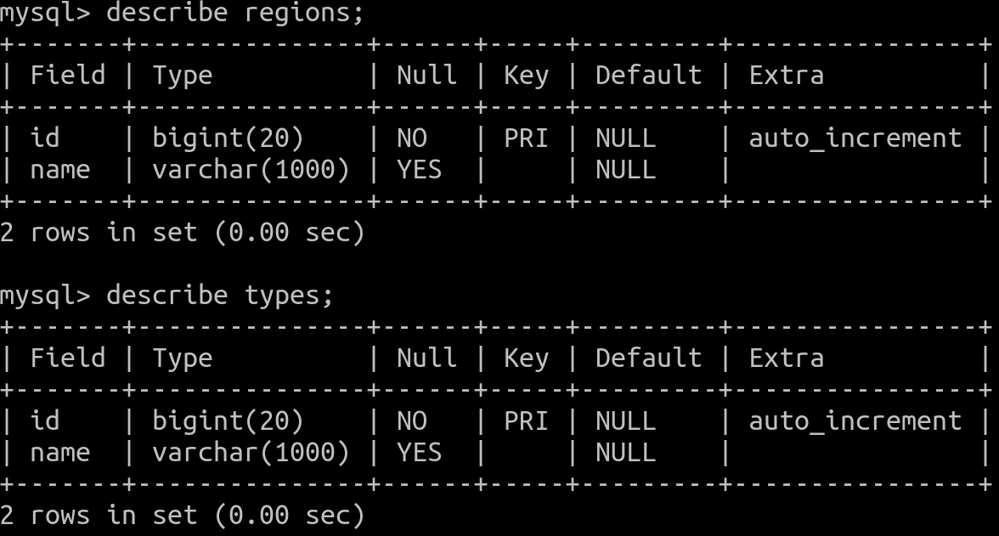 mysql> describe regions;
+-------+---------------+------+-----+---------+----------------+
| Field | Type          | Null | Key | Default | Extra          |
+-------+---------------+------+-----+---------+----------------+
| id    | bigint(20)    | NO   | PRI | NULL    | auto_increment |
| name  | varchar(1000) | YES  |     | NULL    |                |
+-------+---------------+------+-----+---------+----------------+
2 rows in set (0.00 sec)

mysql> describe types;
+-------+---------------+------+-----+---------+----------------+
| Field | Type          | Null | Key | Default | Extra          |
+-------+---------------+------+-----+---------+----------------+
| id    | bigint(20)    | NO   | PRI | NULL    | auto_increment |
| name  | varchar(1000) | YES  |     | NULL    |                |
+-------+---------------+------+-----+---------+----------------+
2 rows in set (0.00 sec)